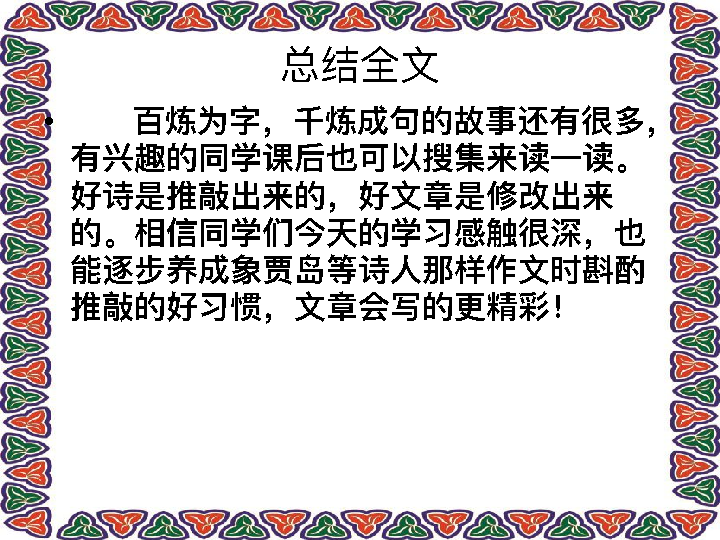 总结全文
• 百炼为字，千炼成句的故事还有很多，
有兴趣的同学课后也可以搜集来读一读。
好诗是推敲出来的，好文章是修改出来
的。相信同学们今天的学习感触很深，也
能逐步养成象贾岛等诗人那样作文时斟酌
推敲的好习惯，文章会写的更精彩！